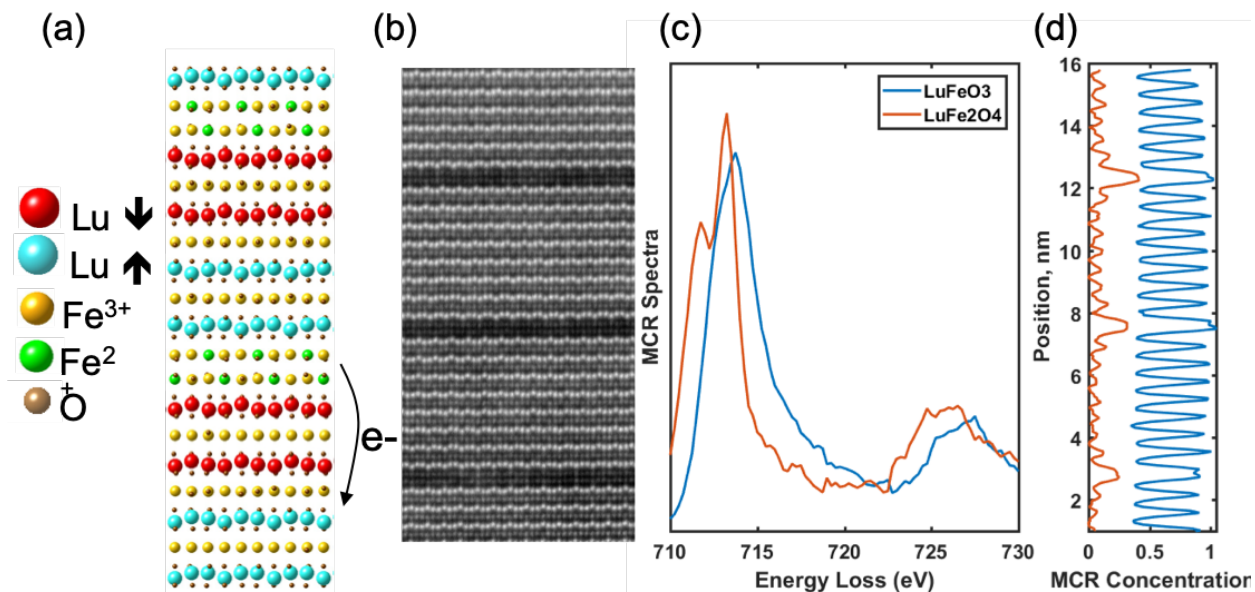 (a)
(b)
(c)
(d)
Lu ↓
Lu ↑
Fe3+
Fe2
+
O
e-
LuFeO3
LuFe2O4
MCR Spectra
710
715
720
725
730
Energy Loss (eV)
Position, nm
16
14
12
10
8
6
4
2
0
0.5
1
MCR Concentration